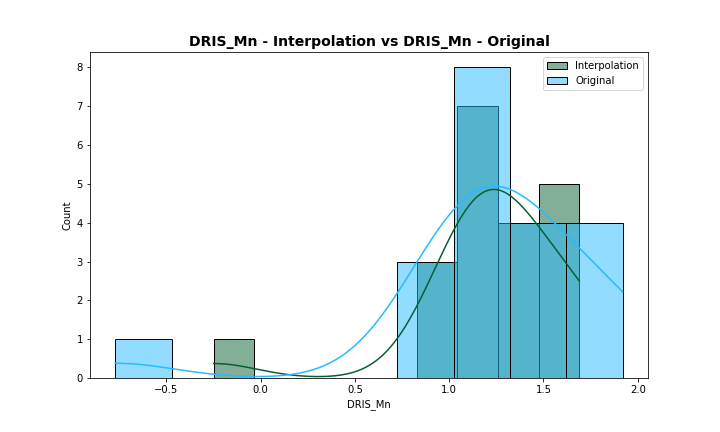 DRIS_Mn - Interpolation vs DRIS_Mn - Original
Interpolation
Original
8
7
6
5
4
3
2
1
0
Count
−0.5 0.0 0.5 1.0 1.5 2.0
DRIS_Mn